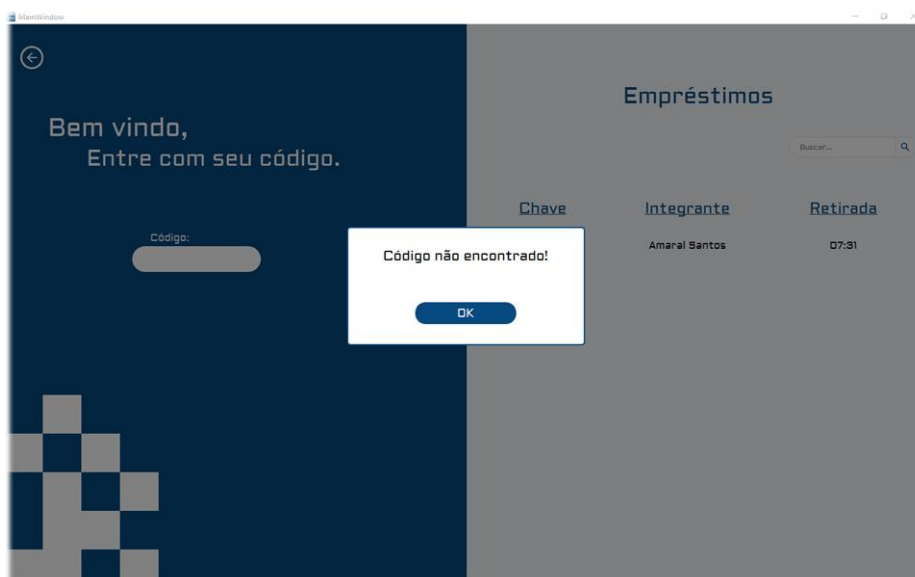 MainWindow
Bem vindo,
Entre com seu código.
Código:
Empréstimos
Buscar...
Chave Integrante Retirada
Amaral Santos 07:31
Código não encontrado!
OK